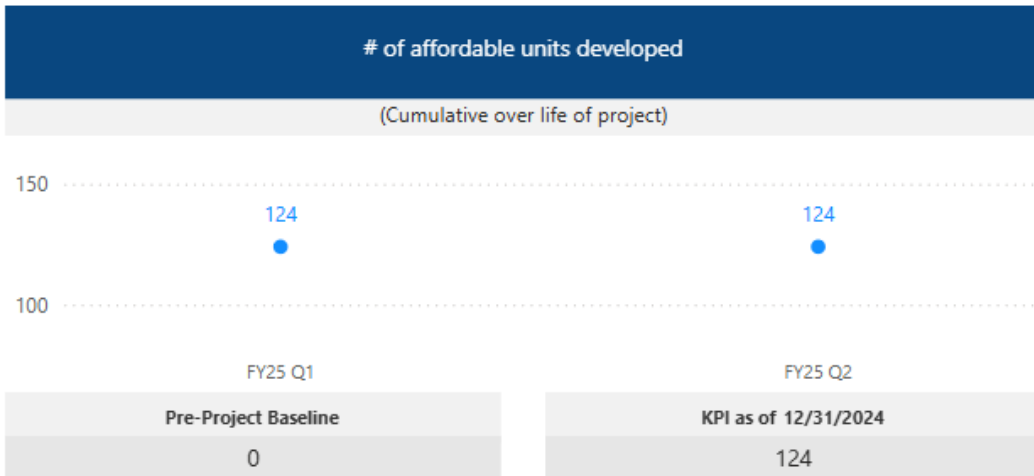 # of affordable units developed
(Cumulative over life of project)
150
124 124
100
FY25 Q1 FY25 Q2
Pre-Project Baseline KPI as of 12/31/2024
0 124